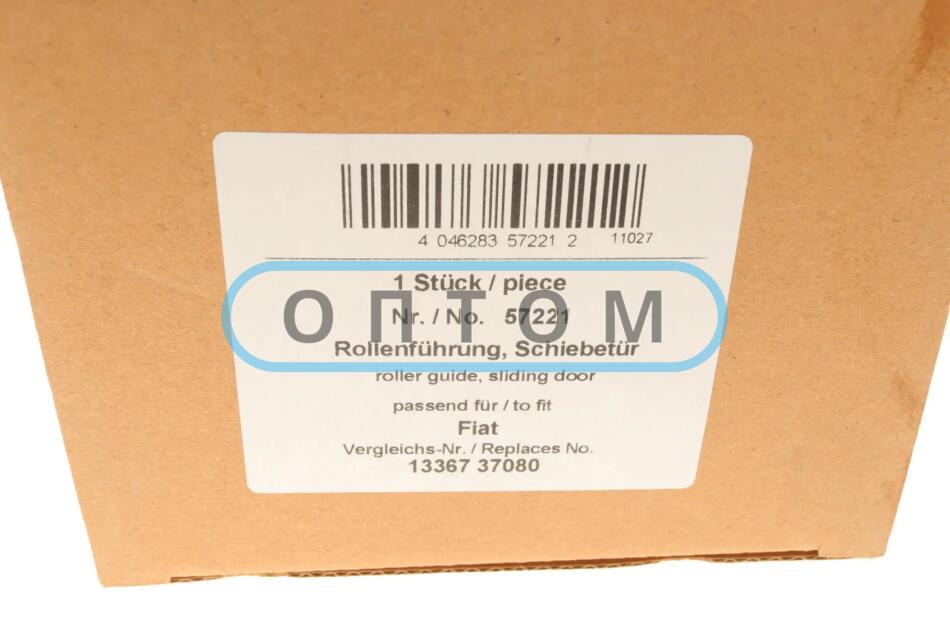 4 046283 57221 2 11027
1 Stück / piece
Nr. / No. 57221
ОПТОМ
Rollenführung, Schiebetür
roller guide, sliding door
passend für / to fit
Fiat
Vergleichs-Nr. / Replaces No.
13367 37080